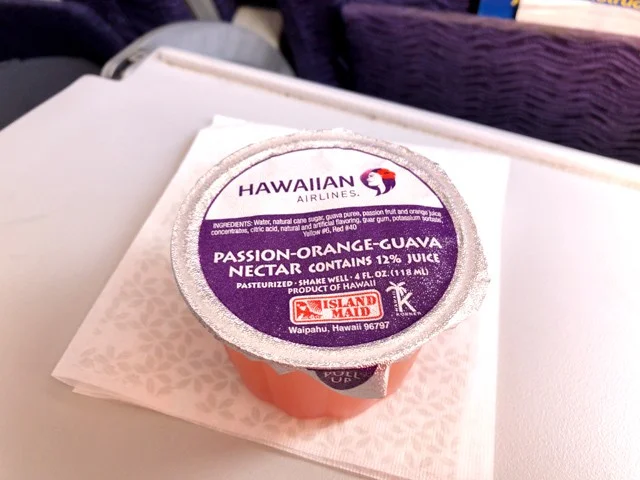 HAWAIIAN
AIRLINES.
INGREDIENTS: Water, natural cane sugar, guava puree, passion fruit and orange juice
concentrates, citric acid, natural and artificial flavoring, guar gum, potassium sorbate,
Yellow #6, Red #40
PASSION-ORANGE-GUAVA
NECTAR CONTAINS 12% JUICE
PASTEURIZED · SHAKE WELL · 4 FL. OZ. (118 ML)
PRODUCT OF HAWAII
ISLAND
MAID
Waipahu, Hawaii 96797
PULL
UP